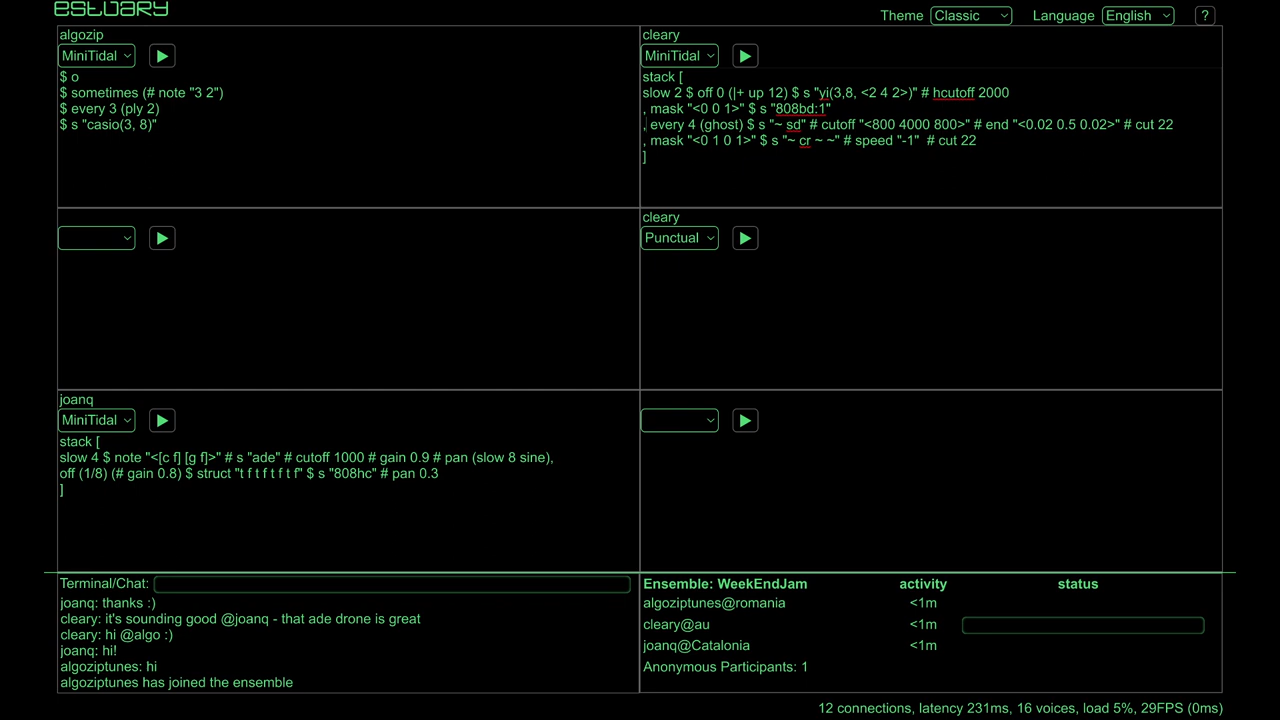 estuary
Theme Classic Language English ?
algozip
MiniTidal
$ o
$ sometimes (# note "3 2")
$ every 3 (ply 2)
$ s "casio(3, 8)"
cleary
MiniTidal
stack [
slow 2 $ off 0 (|+ up 12) $ s "yi(3,8, <2 4 2>)" # hcutoff 2000
, mask "<0 0 1>" $ s "808bd:1"
, every 4 (ghost) $ s "~ sd" # cutoff "<800 4000 800>" # end "<0.02 0.5 0.02>" # cut 22
, mask "<0 1 0 1>" $ s "~ cr ~ ~" # speed "-1"  # cut 22
]
cleary
Punctual
joanq
MiniTidal
stack [
slow 4 $ note "<[c f] [g f]>" # s "ade" # cutoff 1000 # gain 0.9 # pan (slow 8 sine),
off (1/8) (# gain 0.8) $ struct "t f t f t f t f" $ s "808hc" # pan 0.3
]
Terminal/Chat:
joanq: thanks :)
cleary: it's sounding good @joanq - that ade drone is great
cleary: hi @algo :)
joanq: hi!
algoziptunes: hi
algoziptunes has joined the ensemble
Ensemble: WeekEndJam activity status
algoziptunes@romania <1m
cleary@au <1m
joanq@Catalonia <1m
Anonymous Participants: 1
12 connections, latency 231ms, 16 voices, load 5%, 29FPS (0ms)